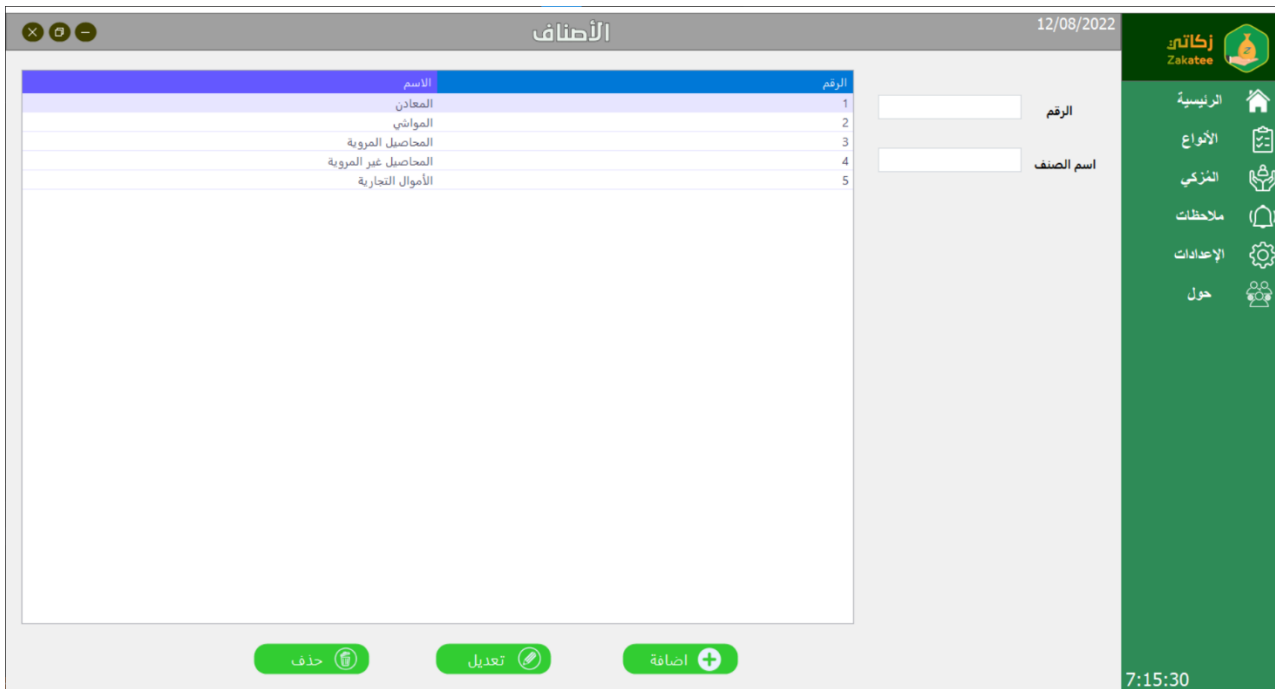 الأصناف
12/08/2022
زكاتي
Zakatee
الرئيسية
الأنواع
المُزكي
ملاحظات
الإعدادات
حول
7:15:30
الرقم
اسم الصنف
الرقم الاسم
1 المعادن
2 المواشي
3 المحاصيل المروية
4 المحاصيل غير المروية
5 الأموال التجارية
اضافة
تعديل
حذف